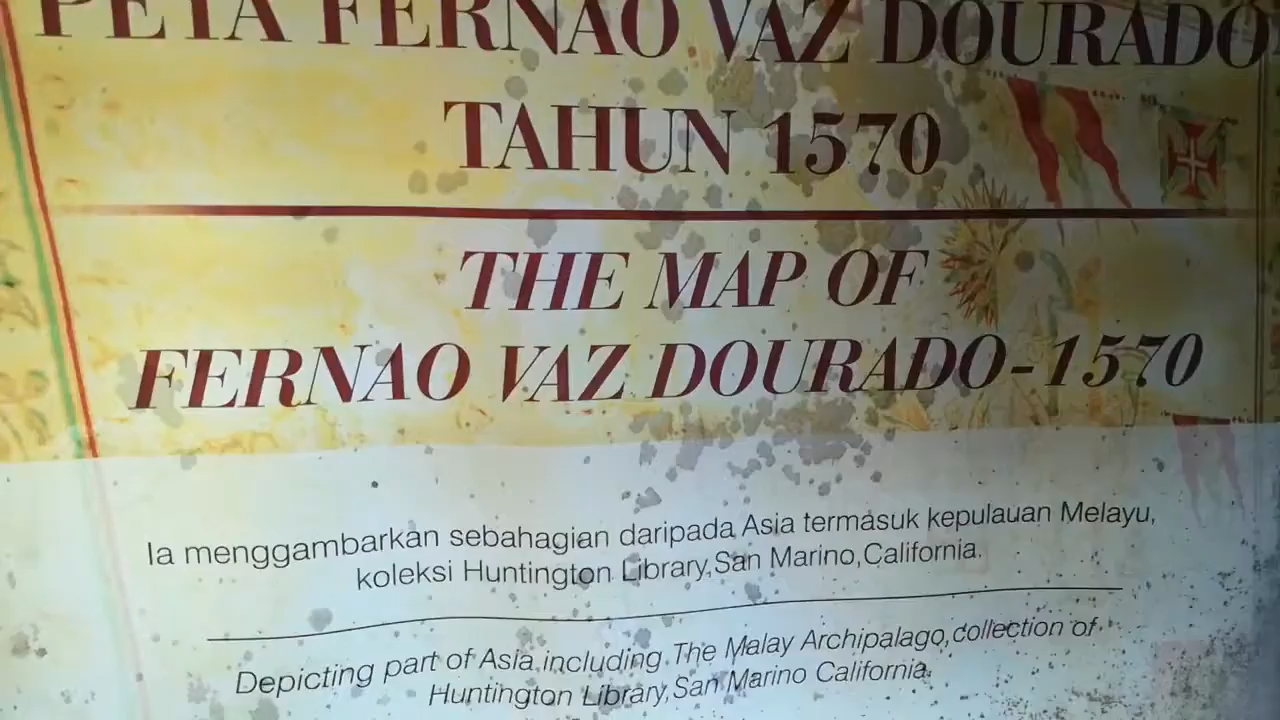 PETA FERNAO VAZ DOURADO
TAHUN 1570
THE MAP OF
FERNAO VAZ DOURADO-1570
Ia menggambarkan sebahagian daripada Asia termasuk kepulauan Melayu,
koleksi Huntington Library,San Marino,California.
Depicting part of Asia including The Malay Archipalago,collection of
Huntington Library,San Marino California.